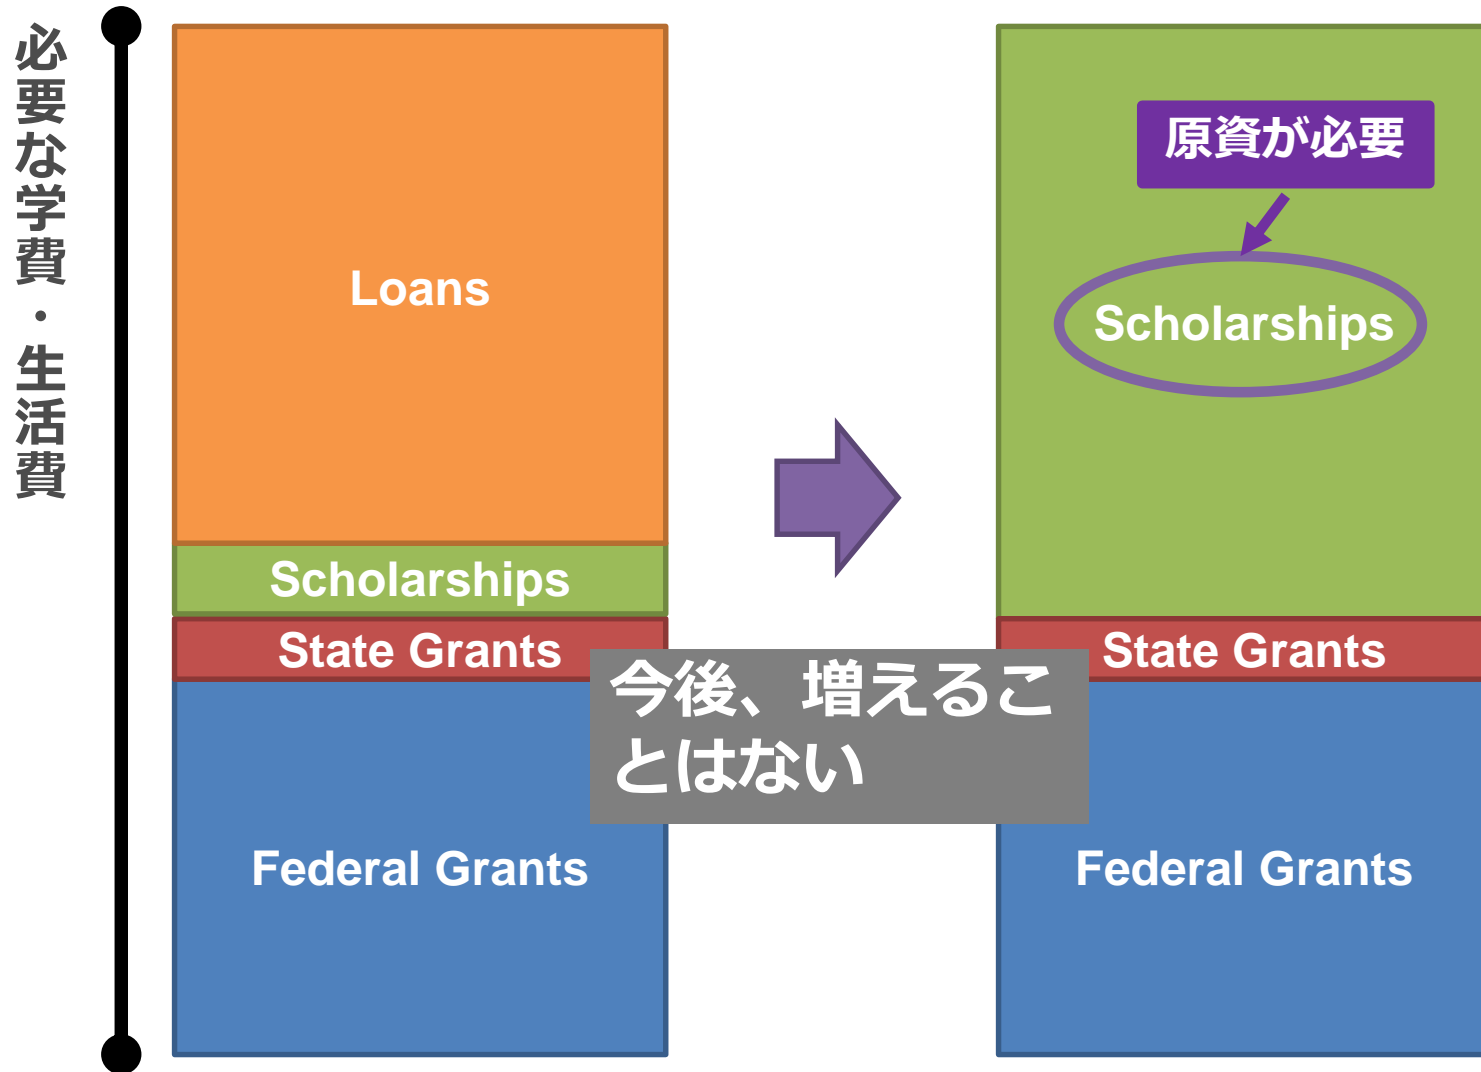 必要な学費・生活費
Loans
Scholarships
State Grants
Federal Grants
今後、増えるこ
とはない
原資が必要
Scholarships
State Grants
Federal Grants